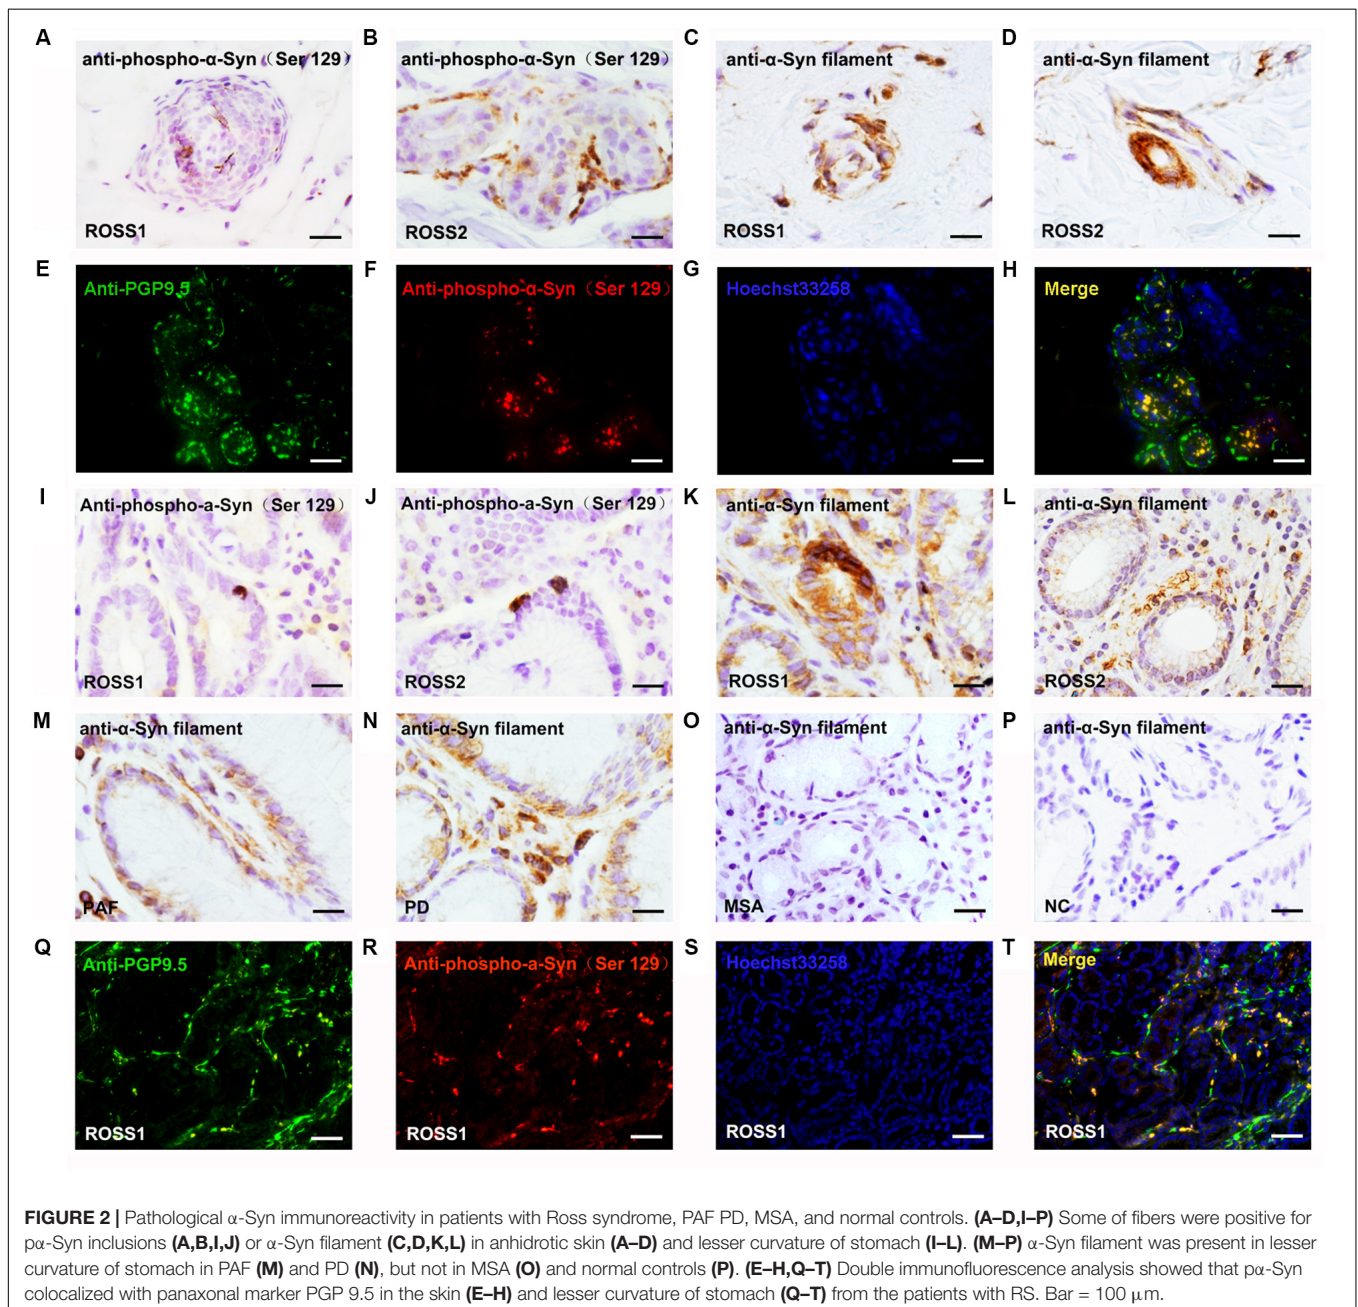 A
anti-phospho-α-Syn（Ser 129）
ROSS1
B
anti-phospho-α-Syn（Ser 129）
ROSS2
C
anti-α-Syn filament
ROSS1
D
anti-α-Syn filament
ROSS2
E
Anti-PGP9.5
F
Anti-phospho-α-Syn（Ser 129）
G
Hoechst33258
H
Merge
I
Anti-phospho-a-Syn（Ser 129）
ROSS1
J
Anti-phospho-a-Syn（Ser 129）
ROSS2
K
anti-α-Syn filament
ROSS1
L
anti-α-Syn filament
ROSS2
M
anti-α-Syn filament
PAF
N
anti-α-Syn filament
PD
O
anti-α-Syn filament
MSA
P
anti-α-Syn filament
NC
Q
Anti-PGP9.5
ROSS1
R
Anti-phospho-a-Syn（Ser 129）
ROSS1
S
Hoechst33258
ROSS1
T
Merge
ROSS1
FIGURE 2 | Pathological α-Syn immunoreactivity in patients with Ross syndrome, PAF PD, MSA, and normal controls. (A–D,I–P) Some of fibers were positive for
pα-Syn inclusions (A,B,I,J) or α-Syn filament (C,D,K,L) in anhidrotic skin (A–D) and lesser curvature of stomach (I–L). (M–P) α-Syn filament was present in lesser
curvature of stomach in PAF (M) and PD (N), but not in MSA (O) and normal controls (P). (E–H,Q–T) Double immunofluorescence analysis showed that pα-Syn
colocalized with panaxonal marker PGP 9.5 in the skin (E–H) and lesser curvature of stomach (Q–T) from the patients with RS. Bar = 100 μm.